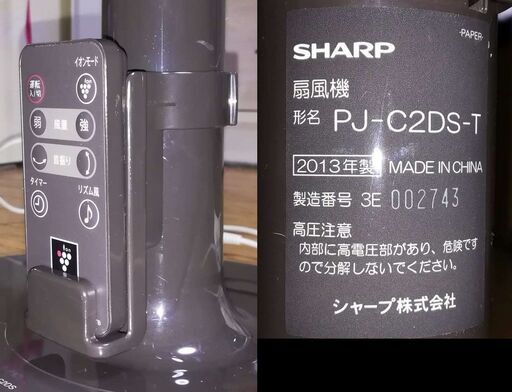 イオンモード
運転
入/切
Ion
弱 風量 強
首振り
タイマー
リズム風
Ion
SHARP
-PAPER-
扇風機
形名 PJ-C2DS-T
2013年製 MADE IN CHINA
製造番号 3E 002743
高圧注意
内部に高電圧部があり、危険です
ので分解しないでください。
シャープ株式会社